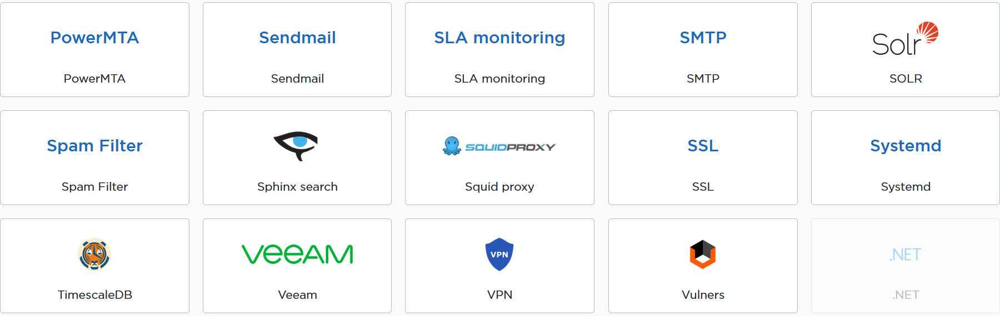 PowerMTA
PowerMTA
Sendmail
Sendmail
SLA monitoring
SLA monitoring
SMTP
SMTP
Solr
SOLR
Spam Filter
Spam Filter
Sphinx search
SQUIDPROXY
Squid proxy
SSL
SSL
Systemd
Systemd
TimescaleDB
veeAM
Veeam
VPN
VPN
Vulners
.NET
.NET